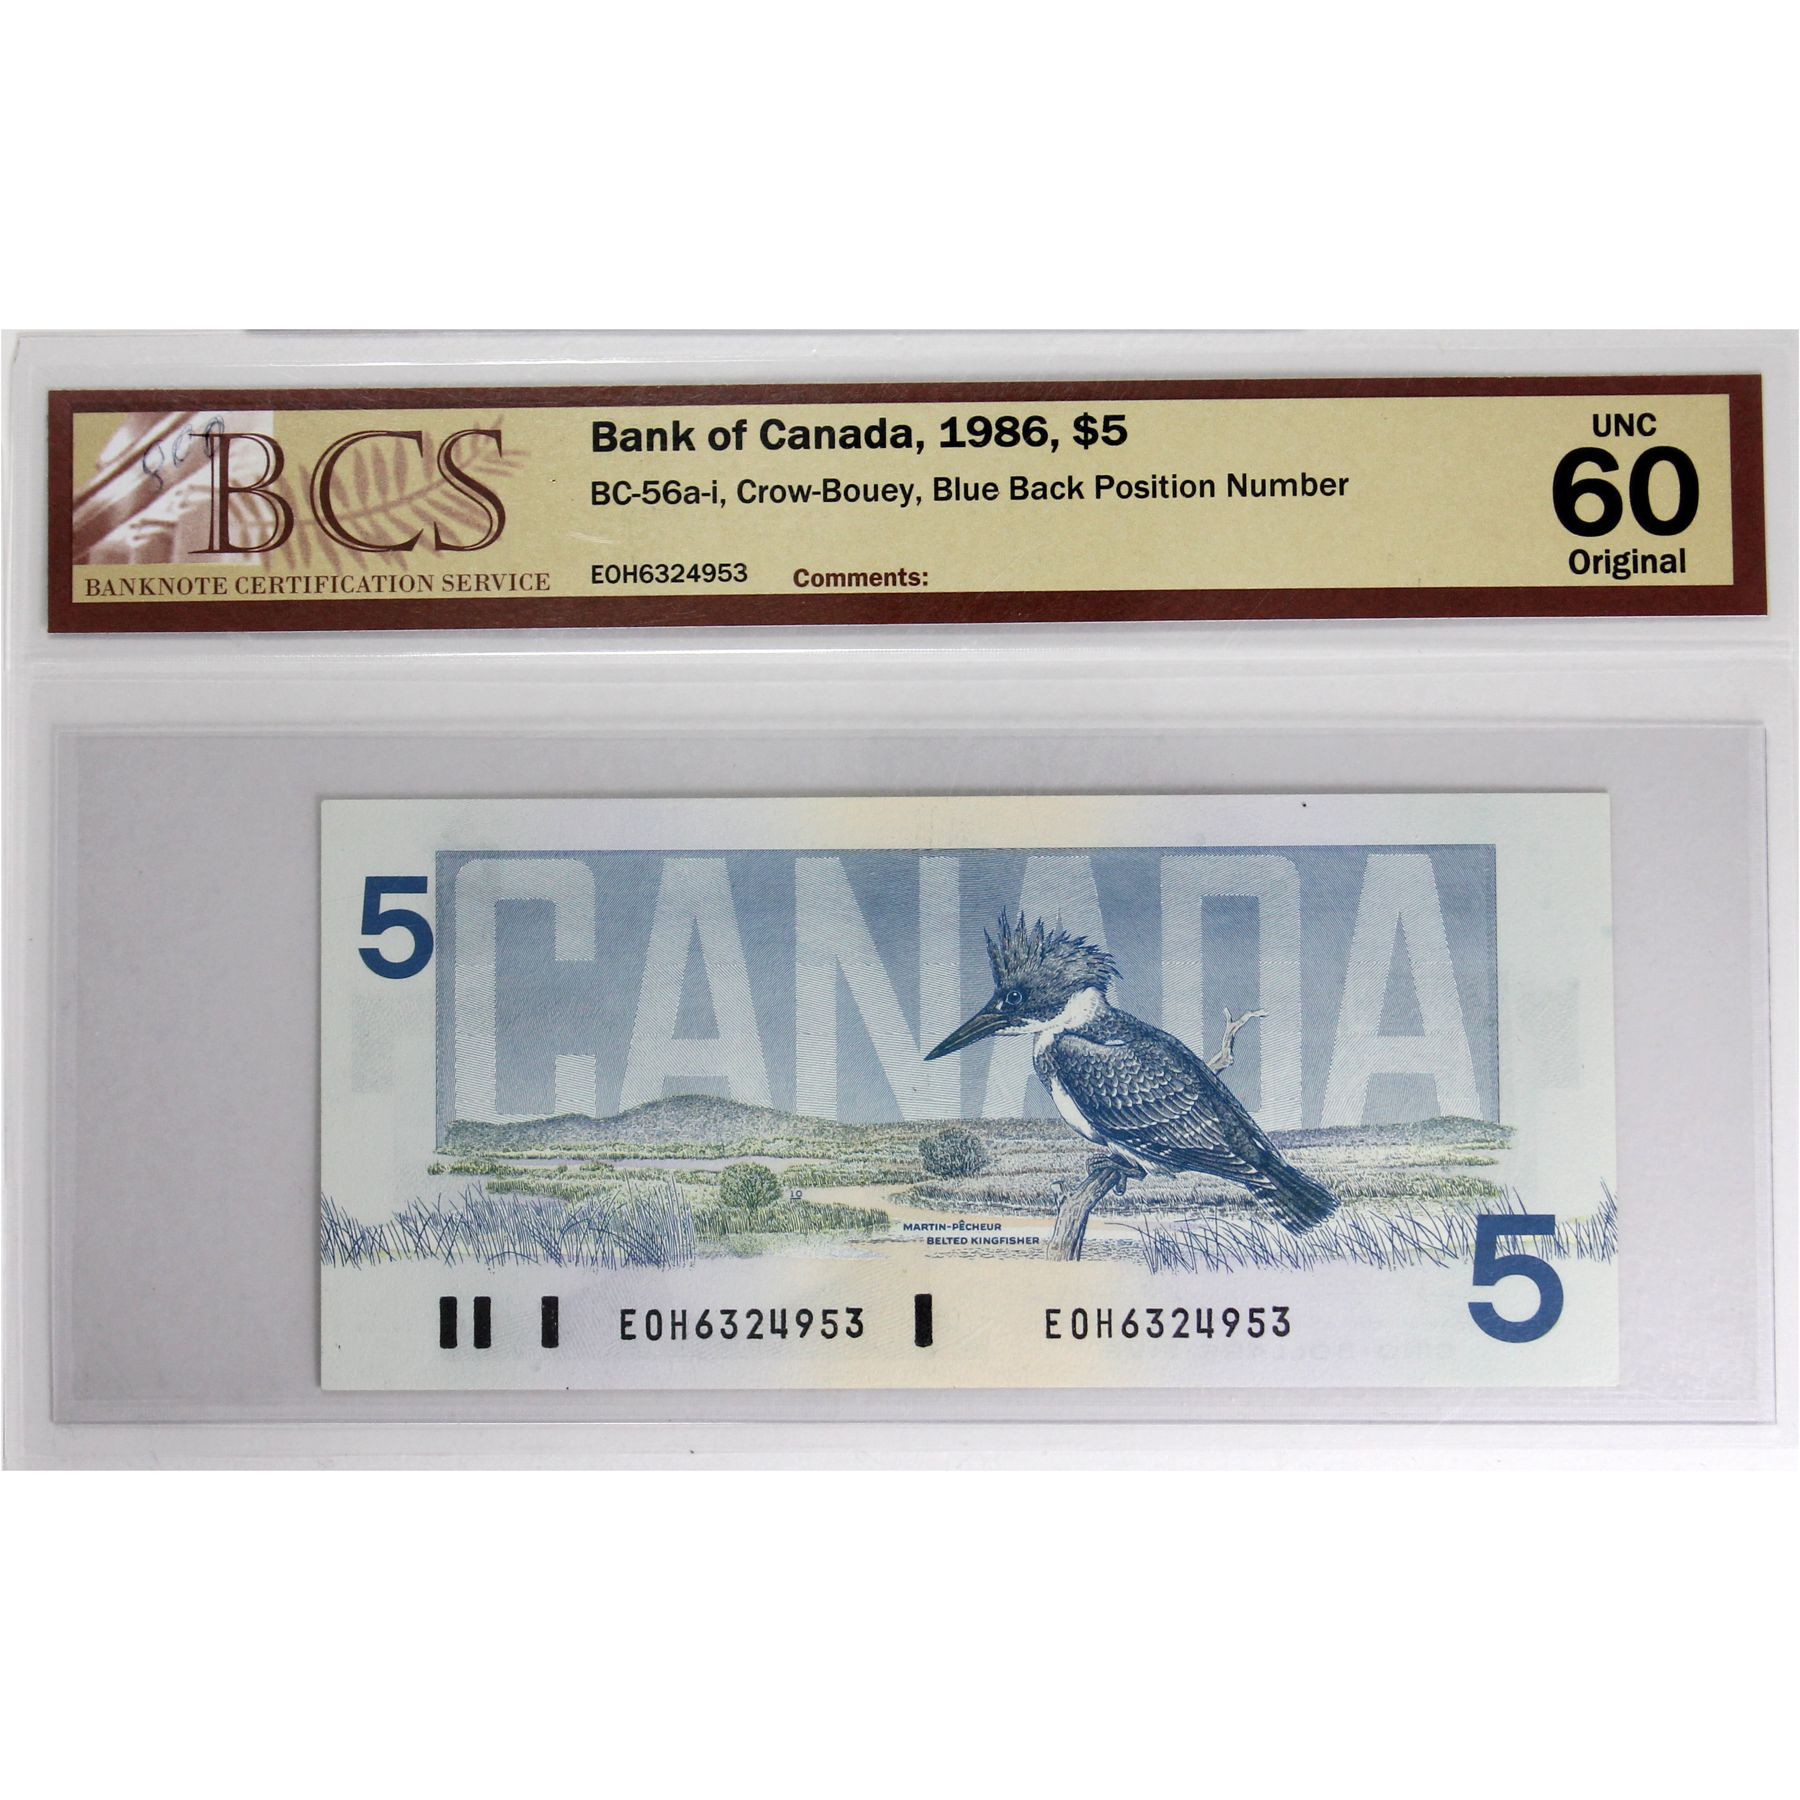 BCS
BANKNOTE CERTIFICATION SERVICE
Bank of Canada, 1986, $5
BC-56a-i, Crow-Bouey, Blue Back Position Number
EOH6324953 Comments:
UNC
60
Original
CANADA
5
10
MARTIN-PÊCHEUR
BELTED KINGFISHER
5
EOH6324953 EOH6324953